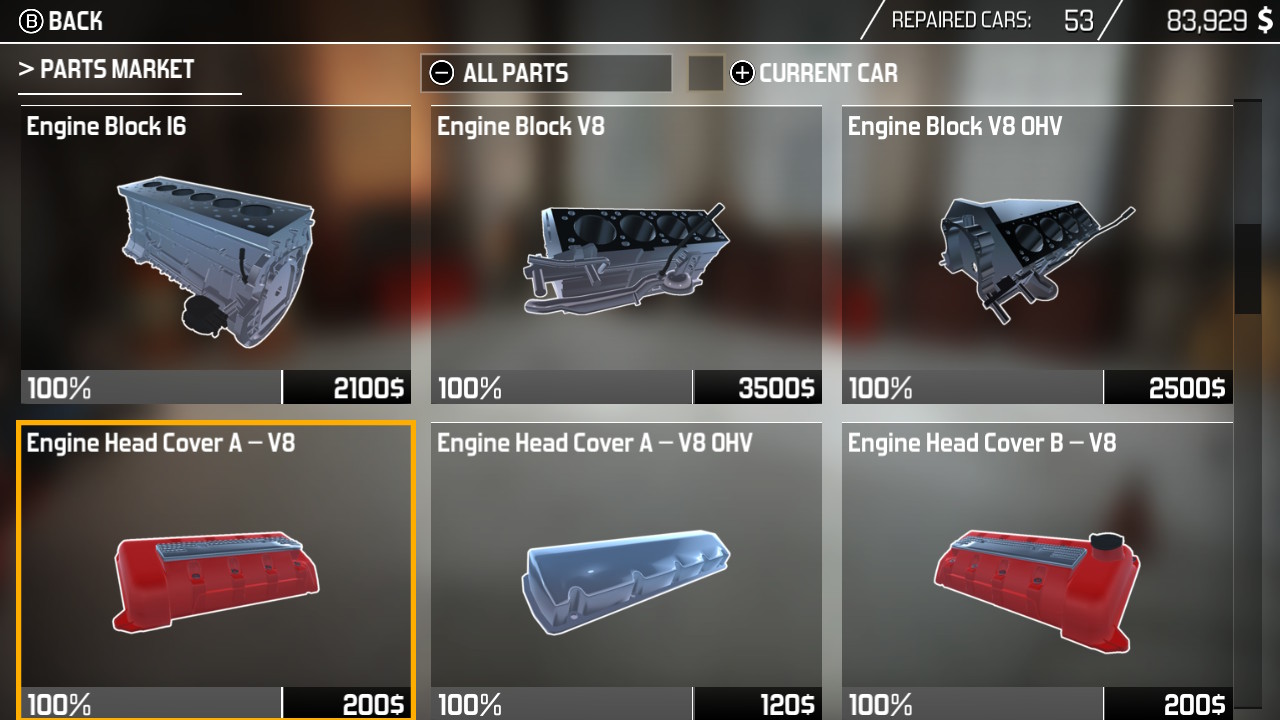 B BACK
REPAIRED CARS: 53
83,929 $
> PARTS MARKET
ALL PARTS
CURRENT CAR
Engine Block I6
Engine Block V8
Engine Block V8 OHV
100% 2100$
100% 3500$
100% 2500$
Engine Head Cover A – V8
Engine Head Cover A – V8 OHV
Engine Head Cover B – V8
100% 200$
100% 120$
100% 200$